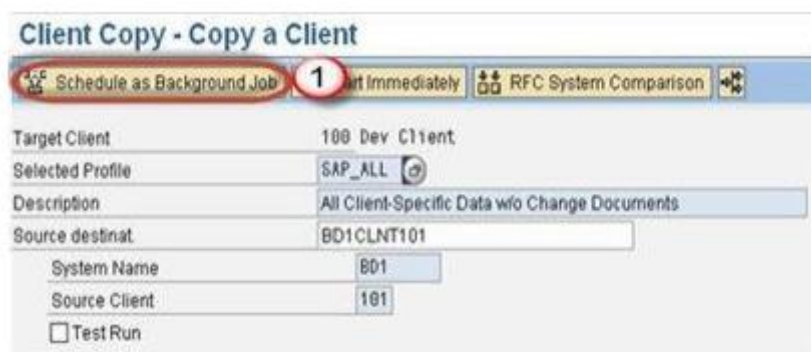 Client Copy - Copy a Client
Schedule as Background Job 1 Immediately RFC System Comparison
Target Client 100 Dev Client
Selected Profile SAP_ALL
Description All Client-Specific Data w/o Change Documents
Source destinat. BD1CLNT101
System Name BD1
Source Client 101
Test Run